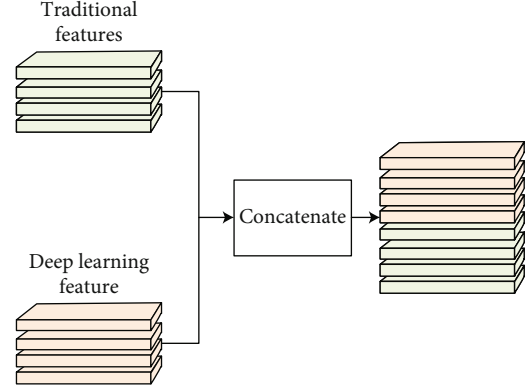 Traditional
features
Concatenate
Deep learning
feature